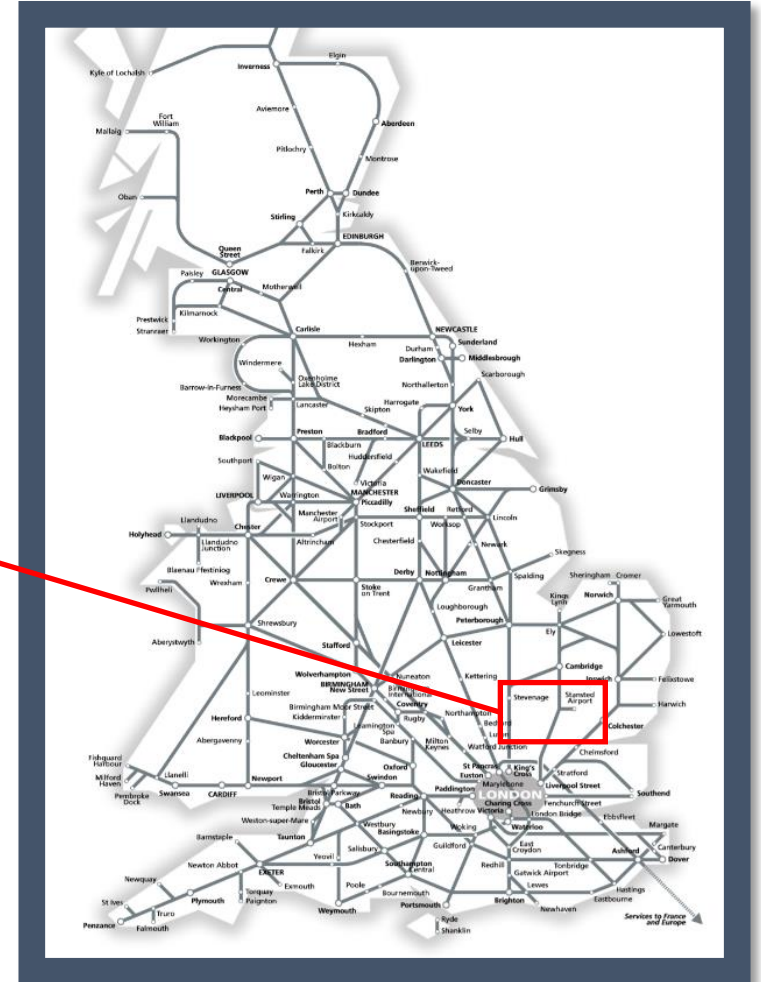 Elgin
Inverness
Kyle of Lochalsh
Aviemore
Fort
William
Aberdeen
Mallaig
Pitlochry
Montrose
Perth
Dundee
Oban
Stirling
Kirkcaldy
EDINBURGH
Queen
Street
Falkirk
Berwick-
upon-Tweed
Paisley
GLASGOW
Central
Motherwell
Kilmarnock
Prestwick
Stranraer
Carlisle
NEWCASTLE
Workington
Hexham
Sunderland
Durham
Darlington
Middlesbrough
Windermere
Scarborough
Oxenholme
Lake District
Barrow-in-Furness
Northallerton
Morecambe
Heysham Port
Lancaster
Harrogate
York
Skipton
Blackpool
Preston
Bradford
LEEDS
Selby
Hull
Blackburn
Huddersfield
Southport
Bolton
Wakefield
Wigan
Victoria
Doncaster
LIVERPOOL
Warrington
MANCHESTER
Piccadilly
Grimsby
Manchester
Airport
Sheffield
Retford
Lincoln
Llandudno
Chester
Stockport
Worksop
Holyhead
Llandudno
Junction
Altrincham
Chesterfield
Newark
Skegness
Blaenau Ffestiniog
Wrexham
Crewe
Stoke
on Trent
Derby
Nottingham
Grantham
Spalding
Sheringham
Cromer
Pwllheli
Kings
Lynn
Norwich
Great
Yarmouth
Loughborough
Peterborough
Shrewsbury
Ely
Lowestoft
Aberystwyth
Stafford
Leicester
Cambridge
Wolverhampton
BIRMINGHAM
New Street
Nuneaton
Birmingham
International
Kettering
Ipswich
Felixstowe
Leominster
Birmingham Moor Street
Coventry
Stevenage
Stansted
Airport
Harwich
Kidderminster
Rugby
Northampton
Hereford
Leamington
Spa
Bedford
Colchester
Worcester
Banbury
Milton
Keynes
Luton
Abergavenny
Watford Junction
Chelmsford
Cheltenham Spa
Gloucester
Fishguard
Harbour
Oxford
St Pancras
King's
Cross
Euston
Stratford
Milford
Haven
Llanelli
Newport
Swindon
Marylebone
Liverpool Street
Pembroke
Dock
Swansea
CARDIFF
Bristol Parkway
Reading
Paddington
LONDON
Southend
Bristol
Temple Meads
Bath
Newbury
Heathrow
Victoria
Charing Cross
Fenchurch Street
London Bridge
Ebbsfleet
Weston-super-Mare
Westbury
Basingstoke
Woking
Waterloo
Margate
Barnstaple
Taunton
Salisbury
Guildford
East
Croydon
Canterbury
Ashford
Dover
Yeovil
Southampton
Central
Redhill
Tonbridge
Newton Abbot
EXETER
Gatwick Airport
Newquay
Exmouth
Poole
Bournemouth
Lewes
Hastings
Eastbourne
St Ives
Plymouth
Torquay
Paignton
Weymouth
Portsmouth
Brighton
Newhaven
Truro
Penzance
Falmouth
Ryde
Shanklin
Services to France
and Europe